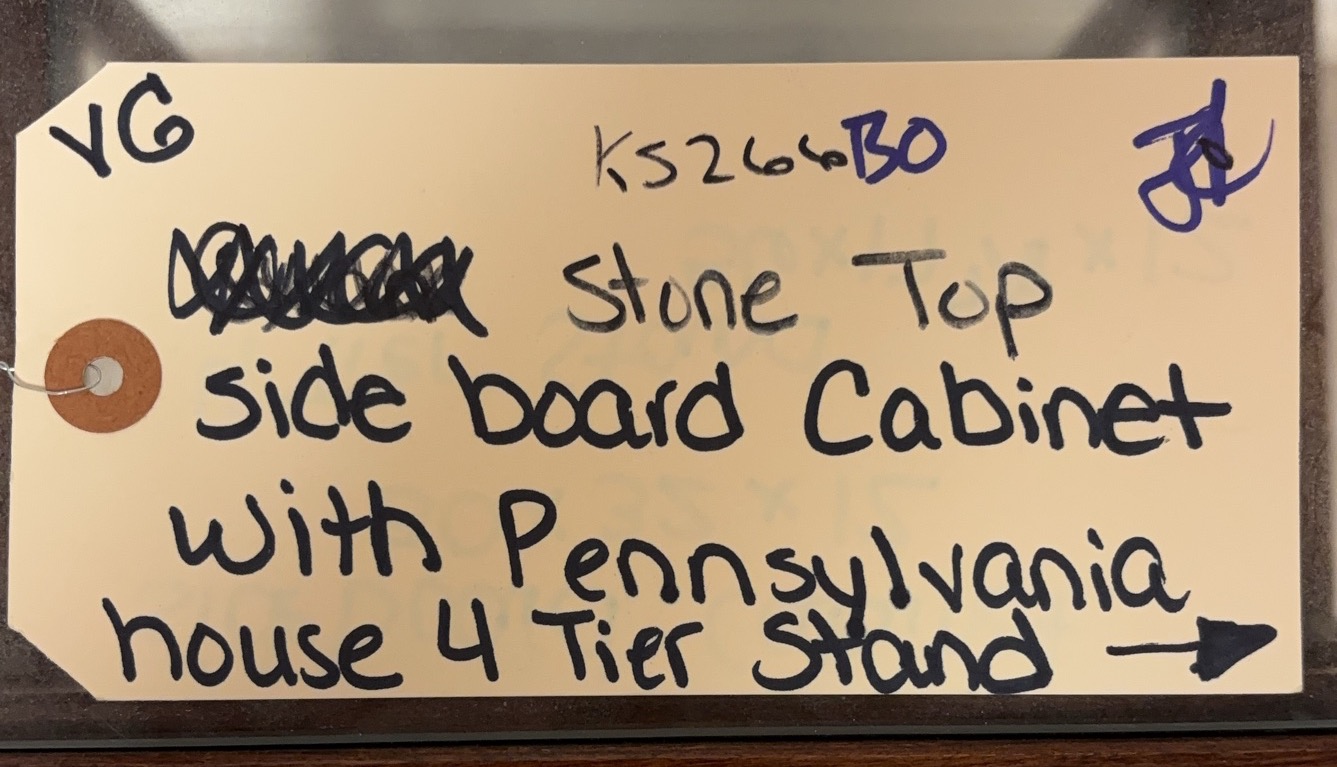 VG
KS266BO
Stone Top
side board Cabinet
with Pennsylvania
house 4 Tier Stand →